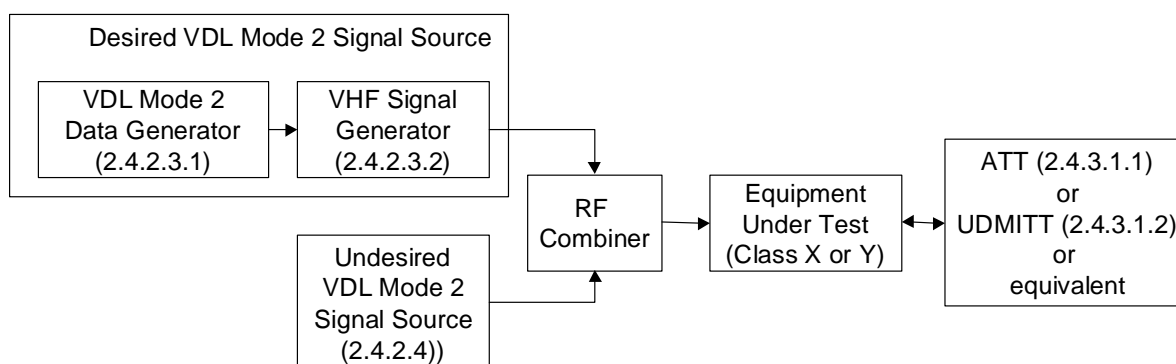 Desired VDL Mode 2 Signal Source
VDL Mode 2
Data Generator
(2.4.2.3.1)
VHF Signal
Generator
(2.4.2.3.2)
Undesired
VDL Mode 2
Signal Source
(2.4.2.4))
RF
Combiner
Equipment
Under Test
(Class X or Y)
ATT (2.4.3.1.1)
or
UDMITT (2.4.3.1.2)
or
equivalent